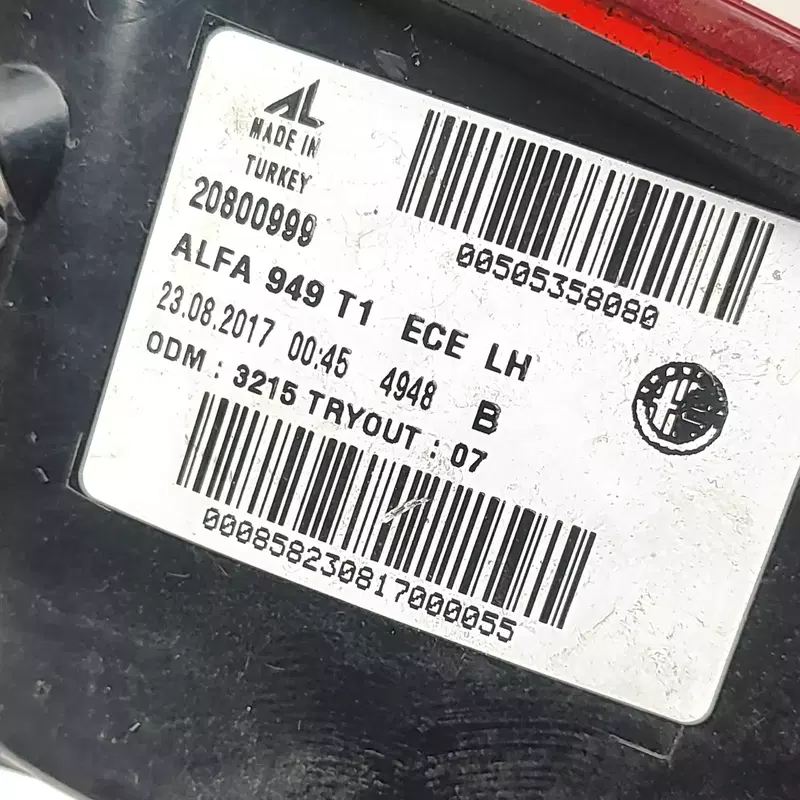 AL
MADE IN
TURKEY
20800999
00505358080
ALFA 949 T1 ECE LH
23.08.2017 00:45 4948 B
ODM : 3215 TRYOUT : 07
000858230817000055